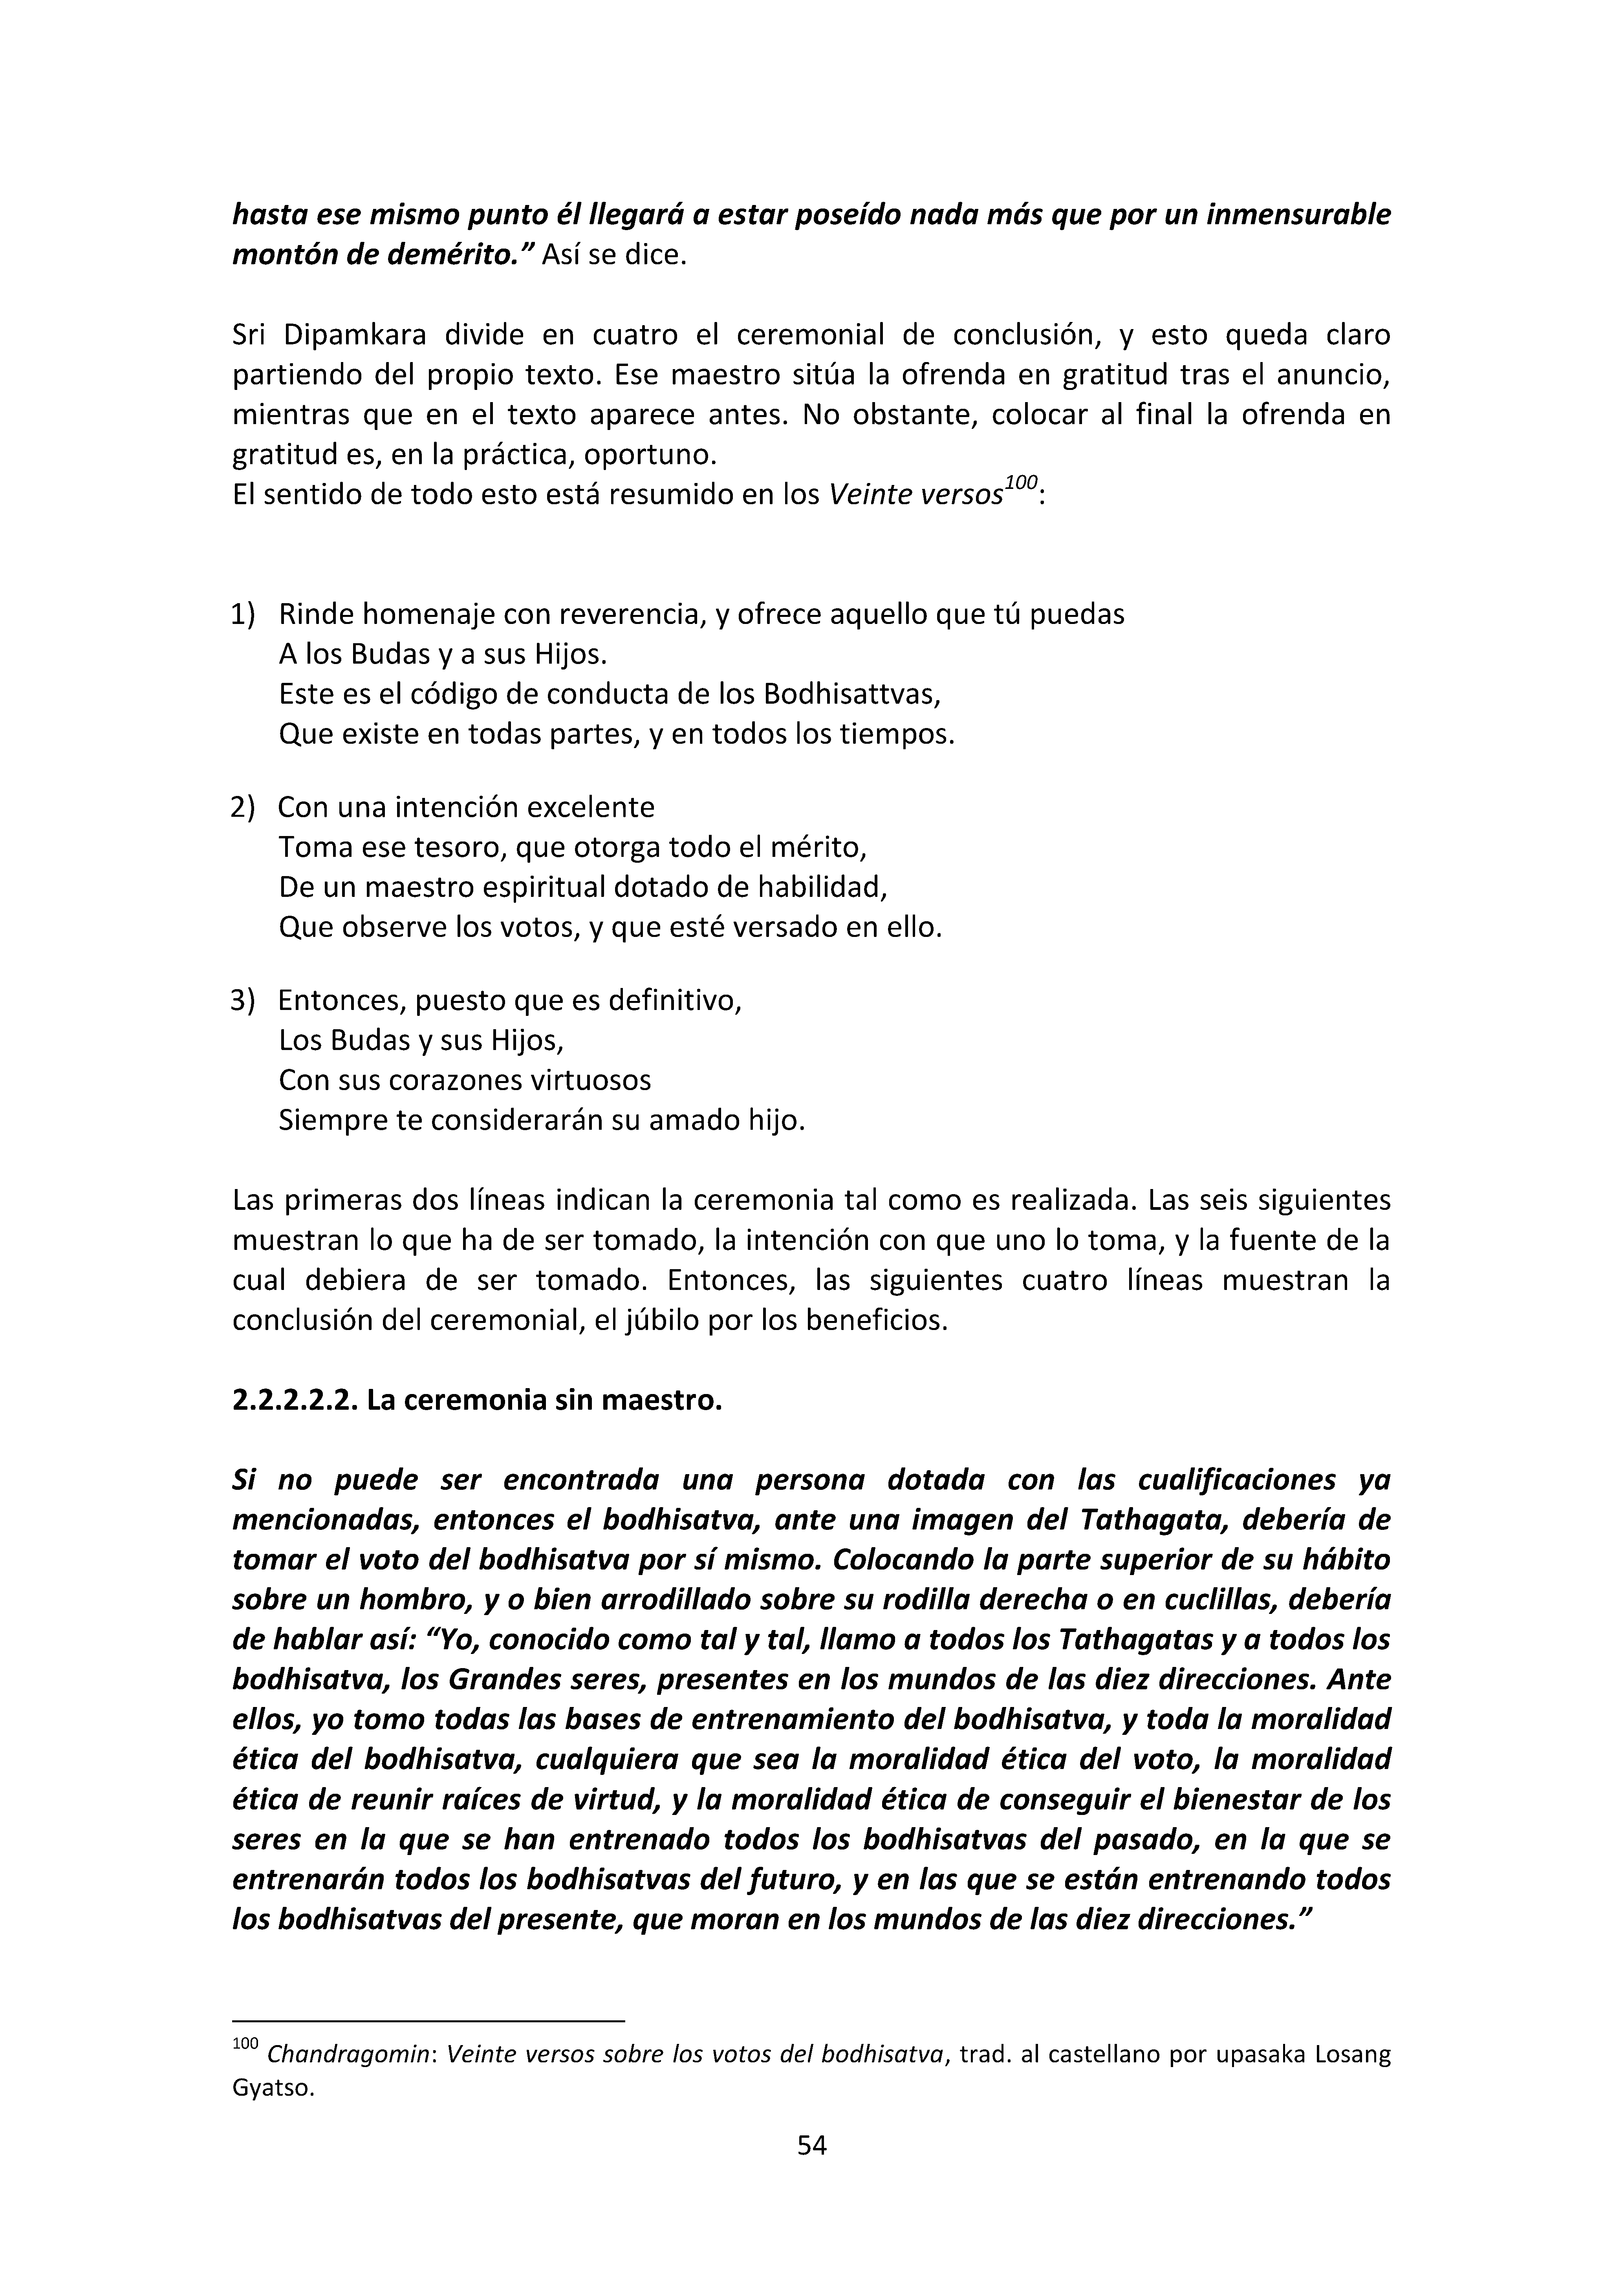 hasta ese mismo punto él llegará a estar poseído nada más que por un inmensurable
montón de demérito.” Así se dice.
Sri Dipamkara divide en cuatro el ceremonial de conclusión, y esto queda claro
partiendo del propio texto. Ese maestro sitúa la ofrenda en gratitud tras el anuncio,
mientras que en el texto aparece antes. No obstante, colocar al final la ofrenda en
gratitud es, en la práctica, oportuno.
El sentido de todo esto está resumido en los Veinte versos100:
1) Rinde homenaje con reverencia, y ofrece aquello que tú puedas
A los Budas y a sus Hijos.
Este es el código de conducta de los Bodhisattvas,
Que existe en todas partes, y en todos los tiempos.
2) Con una intención excelente
Toma ese tesoro, que otorga todo el mérito,
De un maestro espiritual dotado de habilidad,
Que observe los votos, y que esté versado en ello.
3) Entonces, puesto que es definitivo,
Los Budas y sus Hijos,
Con sus corazones virtuosos
Siempre te considerarán su amado hijo.
Las primeras dos líneas indican la ceremonia tal como es realizada. Las seis siguientes
muestran lo que ha de ser tomado, la intención con que uno lo toma, y la fuente de la
cual debiera de ser tomado. Entonces, las siguientes cuatro líneas muestran la
conclusión del ceremonial, el júbilo por los beneficios.
2.2.2.2.2. La ceremonia sin maestro.
Si no puede ser encontrada una persona dotada con las cualificaciones ya
mencionadas, entonces el bodhisatva, ante una imagen del Tathagata, debería de
tomar el voto del bodhisatva por sí mismo. Colocando la parte superior de su hábito
sobre un hombro, y o bien arrodillado sobre su rodilla derecha o en cuclillas, debería
de hablar así: “Yo, conocido como tal y tal, llamo a todos los Tathagatas y a todos los
bodhisatva, los Grandes seres, presentes en los mundos de las diez direcciones. Ante
ellos, yo tomo todas las bases de entrenamiento del bodhisatva, y toda la moralidad
ética del bodhisatva, cualquiera que sea la moralidad ética del voto, la moralidad
ética de reunir raíces de virtud, y la moralidad ética de conseguir el bienestar de los
seres en la que se han entrenado todos los bodhisatvas del pasado, en la que se
entrenarán todos los bodhisatvas del futuro, y en las que se están entrenando todos
los bodhisatvas del presente, que moran en los mundos de las diez direcciones.”
100 Chandragomin: Veinte versos sobre los votos del bodhisatva, trad. al castellano por upasaka Losang
Gyatso.
54